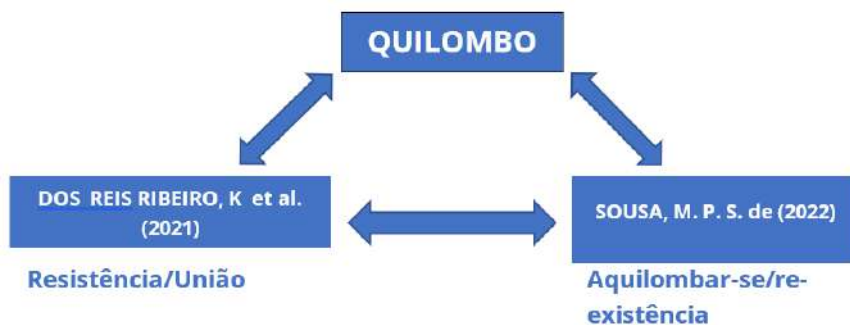 QUILOMBO
DOS REIS RIBEIRO, K et al.
(2021)
SOUSA, M. P. S. de (2022)
Resistência/União
Aquilombar-se/re-
existência